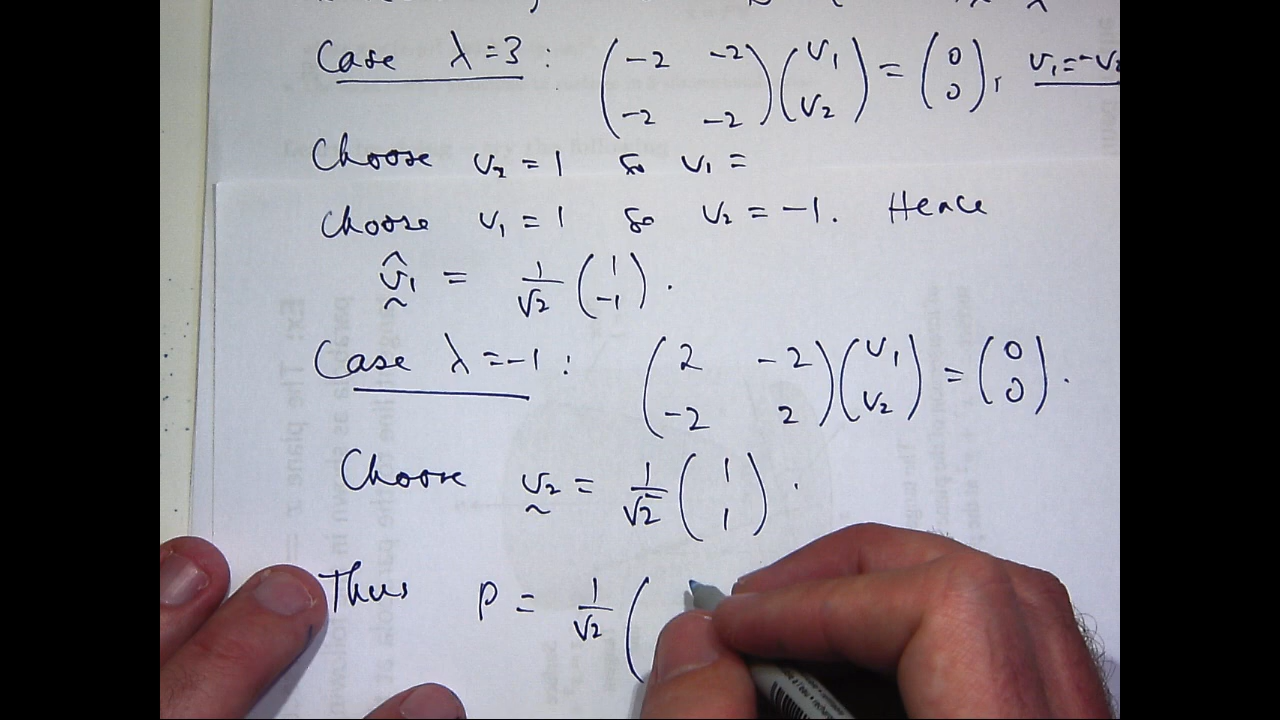 Case λ = 3 : ( -2 -2 ; -2 -2 ) ( v₁ ; v₂ ) = ( 0 ; 0 ), v₁ = -v₂
Choose v₂ = 1 so v₁ =
Choose v₁ = 1 so v₂ = -1. Hence
v̂₁ = 1/√2 ( 1 ; -1 ).
Case λ = -1 : ( 2 -2 ; -2 2 ) ( v₁ ; v₂ ) = ( 0 ; 0 ).
Choose v₂ = 1/√2 ( 1 ; 1 ).
Thus P = 1/√2 (